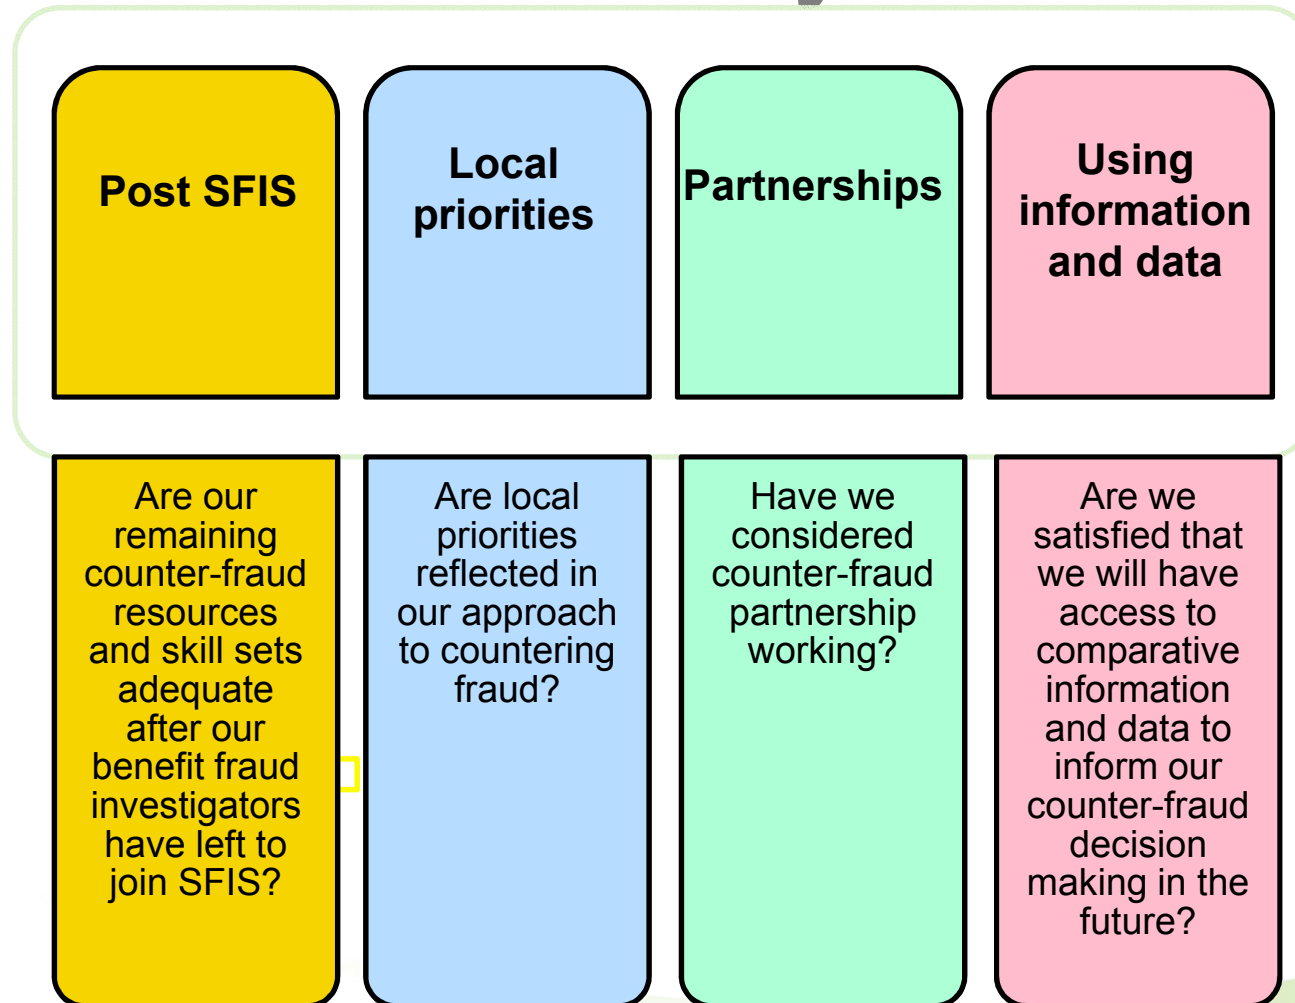 Post SFIS
Local
priorities
Partnerships
Using
information
and data
Are our
remaining
counter-fraud
resources
and skill sets
adequate
after our
benefit fraud
investigators
have left to
join SFIS?
Are local
priorities
reflected in
our approach
to countering
fraud?
Have we
considered
counter-fraud
partnership
working?
Are we
satisfied that
we will have
access to
comparative
information
and data to
inform our
counter-fraud
decision
making in the
future?